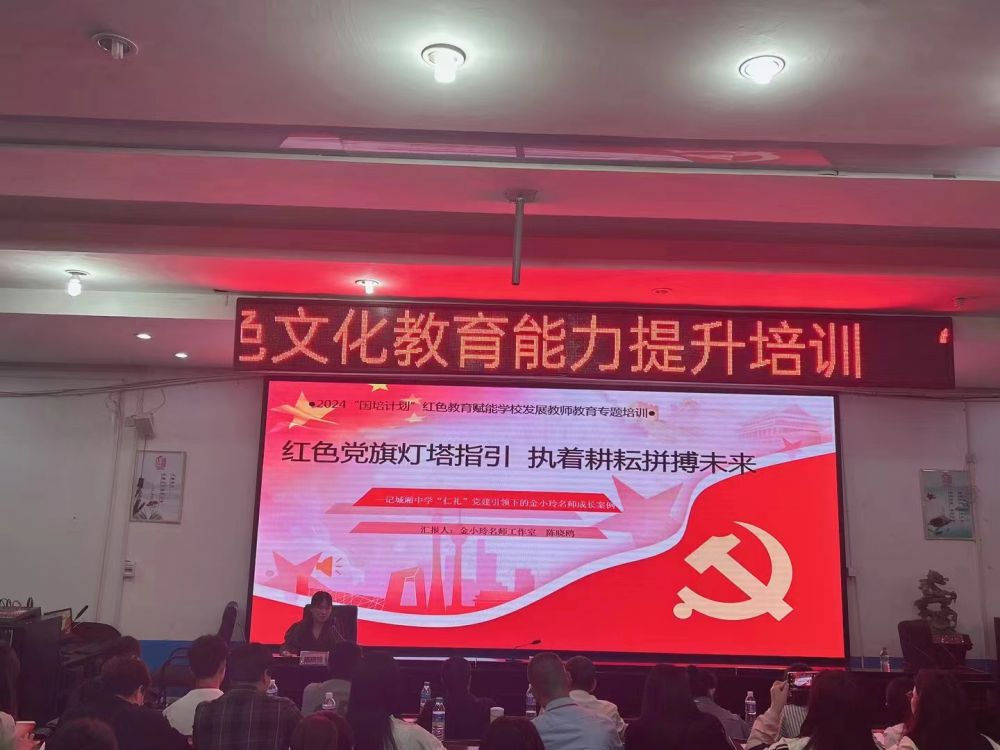 色文化教育能力提升培训
●2024 “国培计划”红色教育赋能学校发展教师教育专题培训●
红色党旗灯塔指引 执着耕耘拼搏未来
—记城厢中学“仁礼”党建引领下的金小玲名师成长案例
汇报人：金小玲名师工作室 陈晓鸥